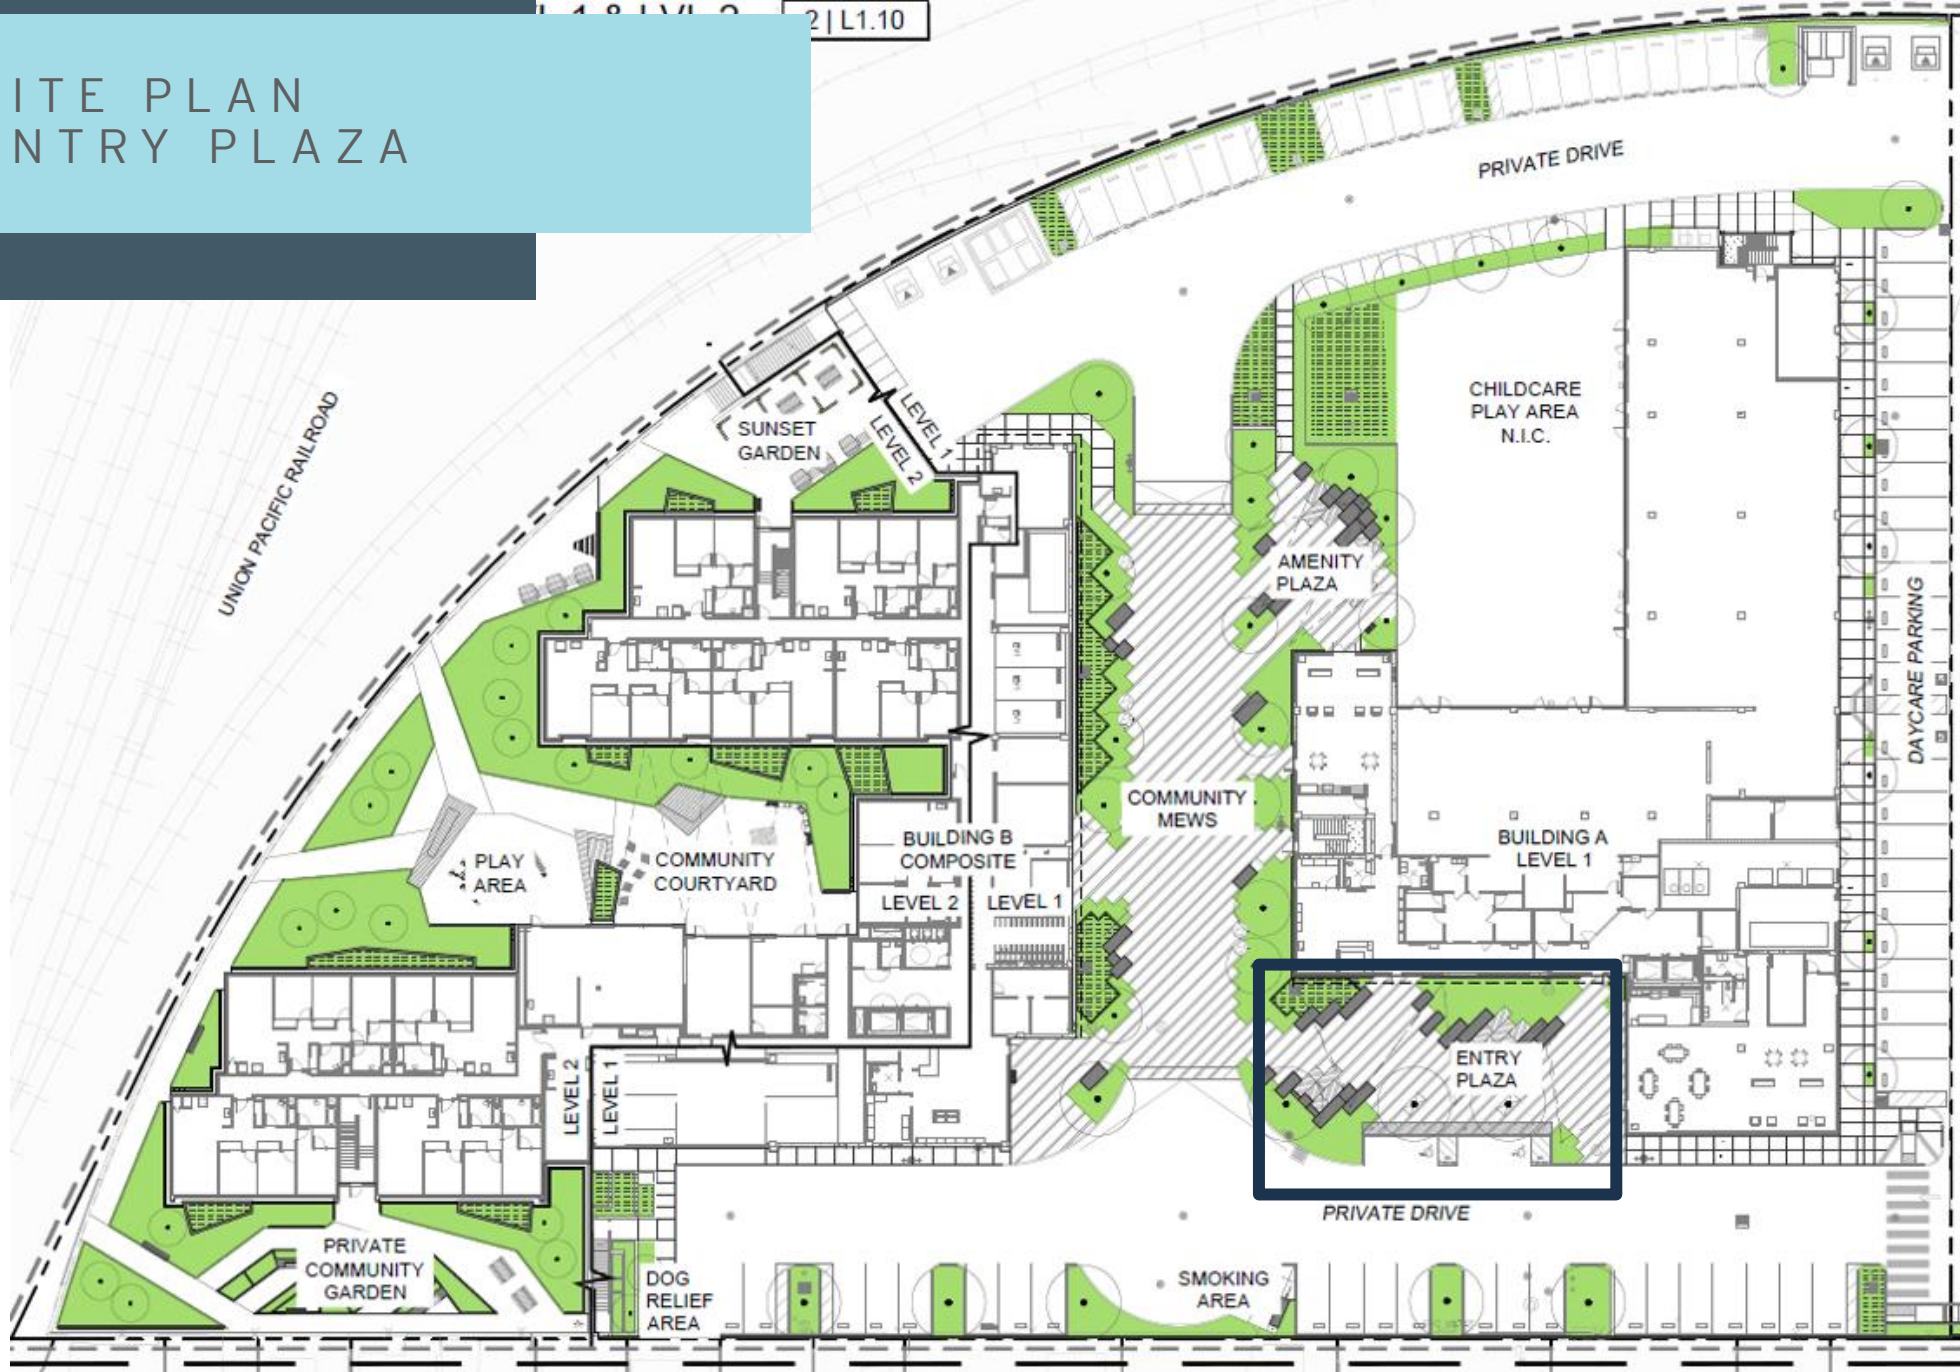 2 | L1.10
ITE PLAN
NTRY PLAZA
PRIVATE DRIVE
UNION PACIFIC RAILROAD
SUNSET
GARDEN
LEVEL 1
LEVEL 2
CHILDCARE
PLAY AREA
N.I.C.
AMENITY
PLAZA
DAYCARE PARKING
COMMUNITY
MEWS
BUILDING B
COMPOSITE
LEVEL 2
LEVEL 1
BUILDING A
LEVEL 1
PLAY
AREA
COMMUNITY
COURTYARD
ENTRY
PLAZA
LEVEL 2
LEVEL 1
PRIVATE DRIVE
PRIVATE
COMMUNITY
GARDEN
DOG
RELIEF
AREA
SMOKING
AREA